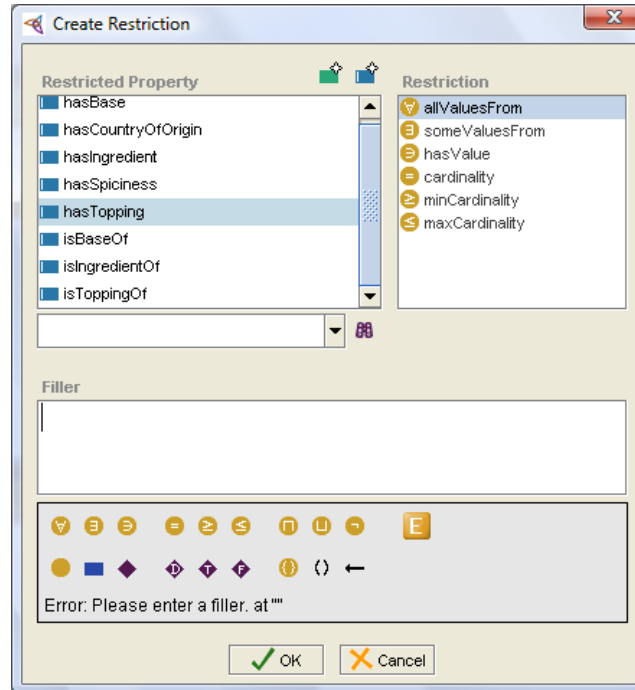 Create Restriction
Restricted Property
hasBase
hasCountryOfOrigin
hasIngredient
hasSpiciness
hasTopping
isBaseOf
isIngredientOf
isToppingOf
Restriction
∀ allValuesFrom
∃ someValuesFrom
∋ hasValue
= cardinality
≥ minCardinality
≤ maxCardinality
Filler
∀ ∃ ∋ = ≥ ≤ ⊓ ⊔ ¬ E
D T F {} ()
Error: Please enter a filler. at ""
OK Cancel